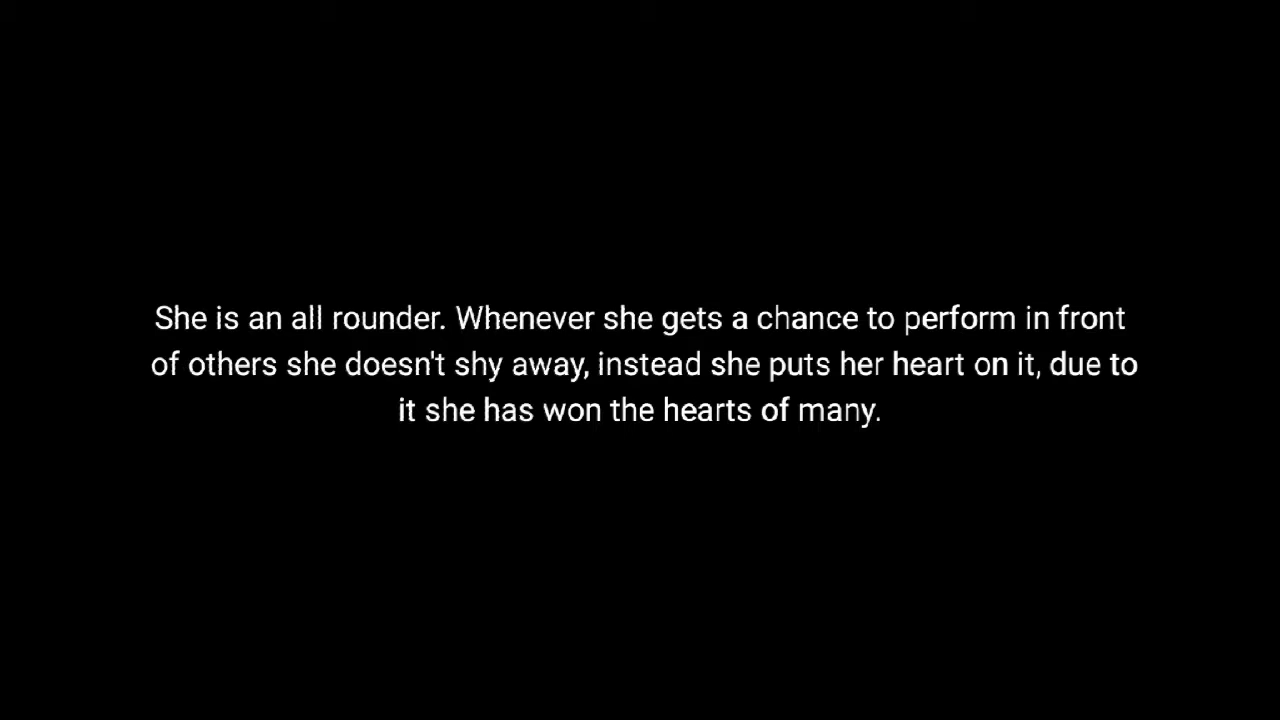 She is an all rounder. Whenever she gets a chance to perform in front
of others she doesn't shy away, instead she puts her heart on it, due to
it she has won the hearts of many.